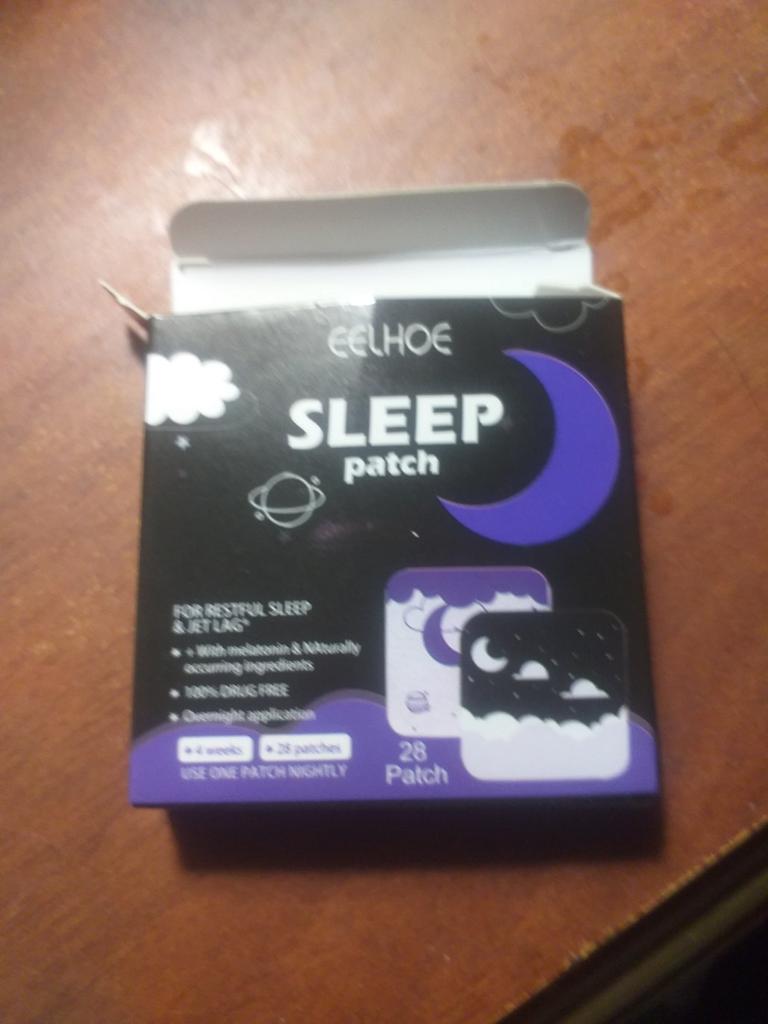 EELHOE
SLEEP
patch
FOR RESTFUL SLEEP
& JET LAG*
+ With melatonin & NAturally
occurring ingredients
100% DRUG FREE
Overnight application
4 weeks
28 patches
USE ONE PATCH NIGHTLY
28
Patch